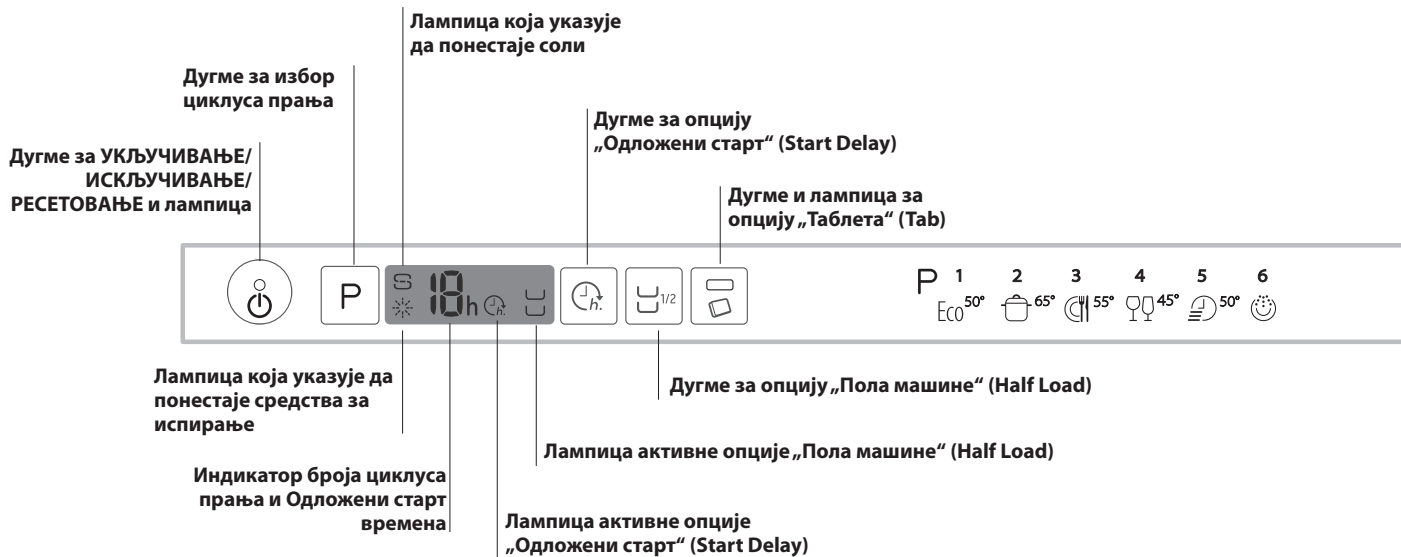 Лампица која указује
да понестаје соли
Дугме за избор
циклуса прања
Дугме за опцију
„Одложени старт“ (Start Delay)
Дугме за УКЉУЧИВАЊЕ/
ИСКЉУЧИВАЊЕ/
РЕСЕТОВАЊЕ и лампица
Дугме и лампица за
опцију „Таблета“ (Tab)
P
18h
h.
h.
1/2
P 1 2 3 4 5 6
Eco 50° 65° 55° 45° 50°
Лампица која указује да
понестаје средства за
испирање
Дугме за опцију „Пола машине“ (Half Load)
Лампица активне опције „Пола машине“ (Half Load)
Индикатор броја циклуса
прања и Одложени старт
времена
Лампица активне опције
„Одложени старт“ (Start Delay)